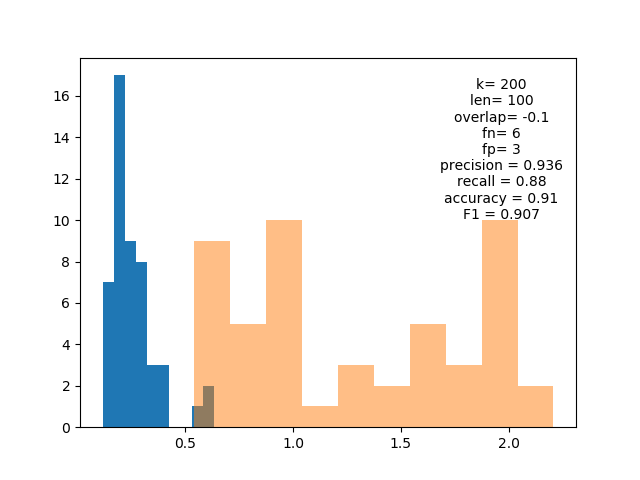 k= 200
len= 100
overlap= -0.1
fn= 6
fp= 3
precision = 0.936
recall = 0.88
accuracy = 0.91
F1 = 0.907
16
14
12
10
8
6
4
2
0
0.5 1.0 1.5 2.0